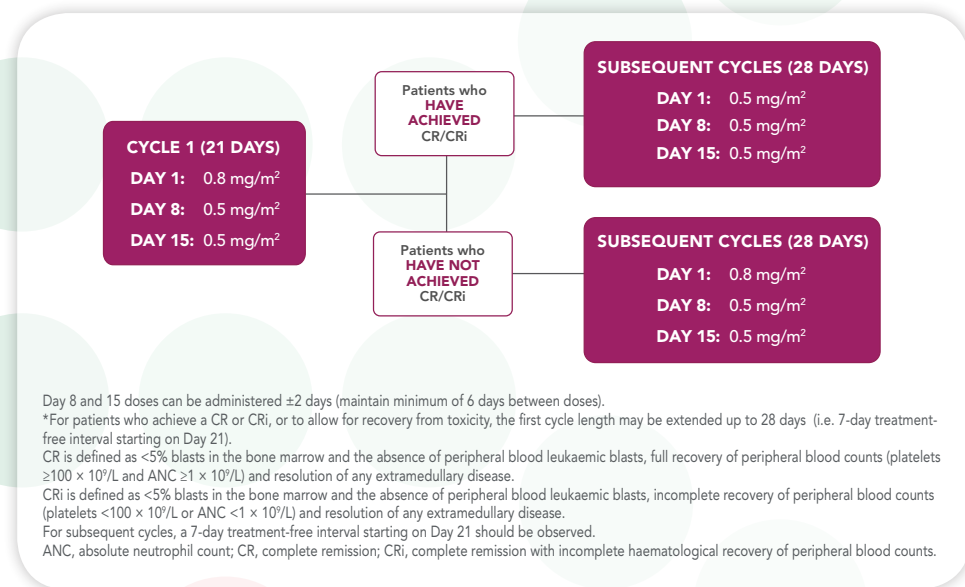 CYCLE 1 (21 DAYS)
DAY 1: 0.8 mg/m²
DAY 8: 0.5 mg/m²
DAY 15: 0.5 mg/m²
Patients who
HAVE
ACHIEVED
CR/CRi
SUBSEQUENT CYCLES (28 DAYS)
DAY 1: 0.5 mg/m²
DAY 8: 0.5 mg/m²
DAY 15: 0.5 mg/m²
Patients who
HAVE NOT
ACHIEVED
CR/CRi
SUBSEQUENT CYCLES (28 DAYS)
DAY 1: 0.8 mg/m²
DAY 8: 0.5 mg/m²
DAY 15: 0.5 mg/m²
Day 8 and 15 doses can be administered ±2 days (maintain minimum of 6 days between doses).
*For patients who achieve a CR or CRi, or to allow for recovery from toxicity, the first cycle length may be extended up to 28 days (i.e. 7-day treatment-
free interval starting on Day 21).
CR is defined as <5% blasts in the bone marrow and the absence of peripheral blood leukaemic blasts, full recovery of peripheral blood counts (platelets
≥100 × 10⁹/L and ANC ≥1 × 10⁹/L) and resolution of any extramedullary disease.
CRi is defined as <5% blasts in the bone marrow and the absence of peripheral blood leukaemic blasts, incomplete recovery of peripheral blood counts
(platelets <100 × 10⁹/L or ANC <1 × 10⁹/L) and resolution of any extramedullary disease.
For subsequent cycles, a 7-day treatment-free interval starting on Day 21 should be observed.
ANC, absolute neutrophil count; CR, complete remission; CRi, complete remission with incomplete haematological recovery of peripheral blood counts.